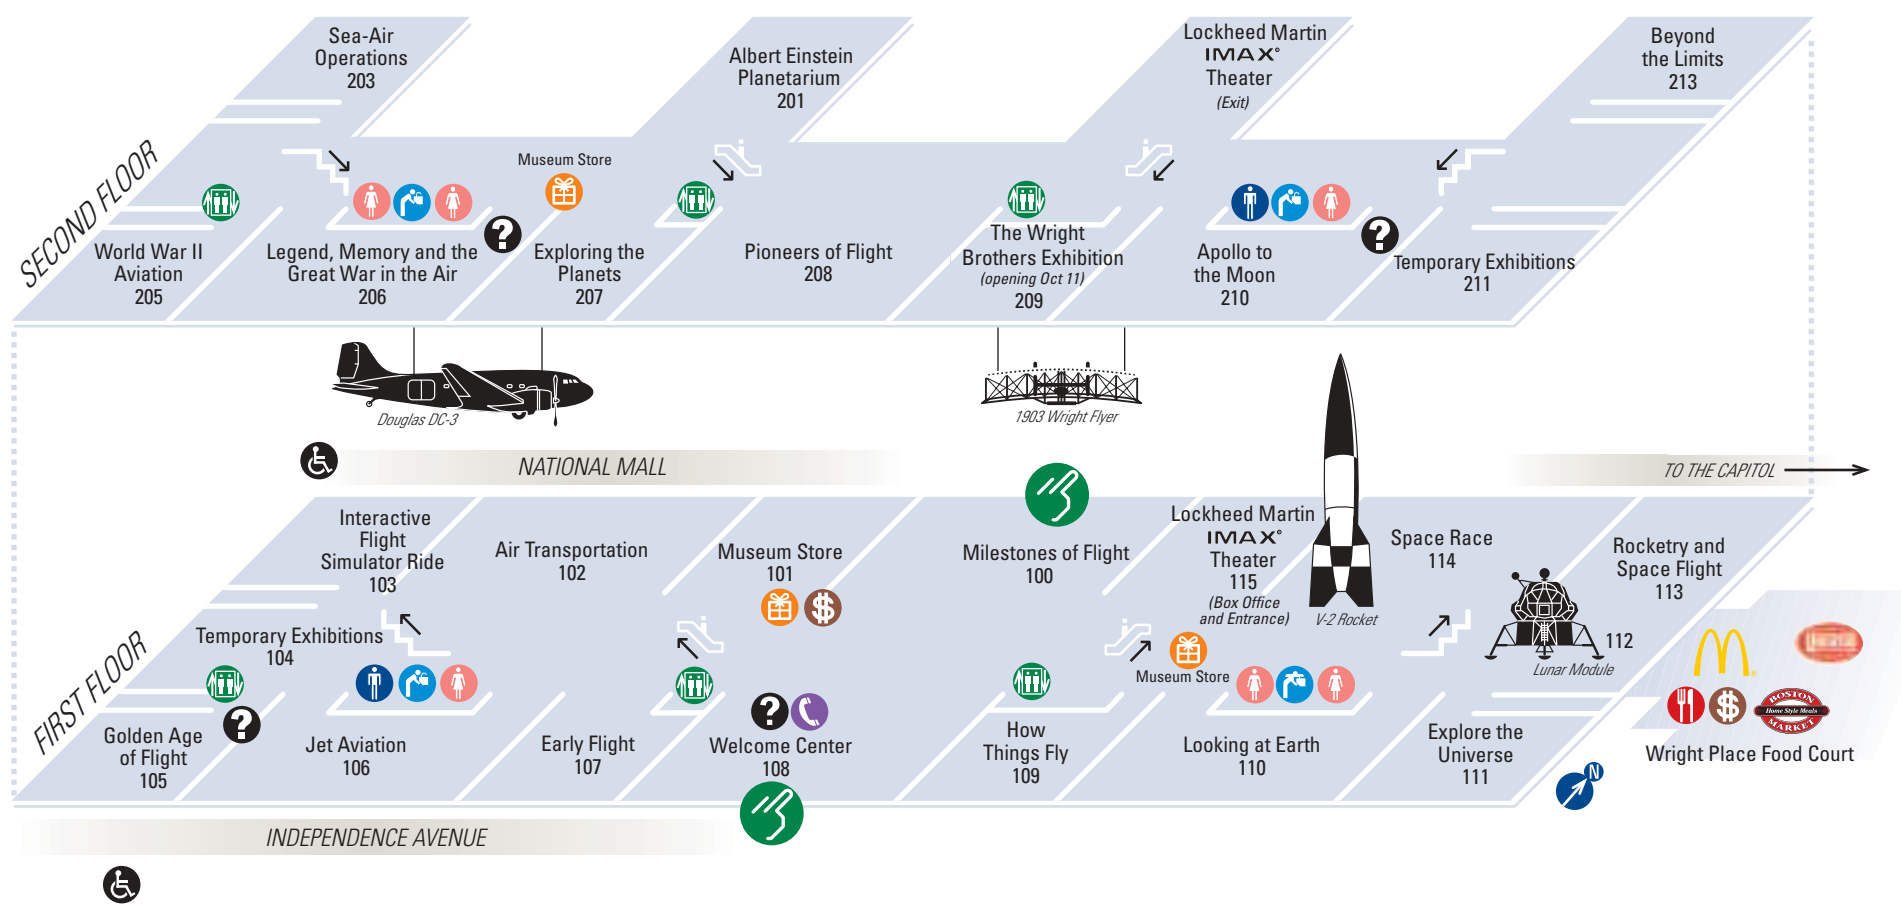 SECOND FLOOR
Sea-Air
Operations
203
Albert Einstein
Planetarium
201
Lockheed Martin
IMAX®
Theater
(Exit)
Beyond
the Limits
213
Museum Store
World War II
Aviation
205
Legend, Memory and the
Great War in the Air
206
?
Exploring the
Planets
207
Pioneers of Flight
208
The Wright
Brothers Exhibition
(opening Oct 11)
209
Apollo to
the Moon
210
?
Temporary Exhibitions
211
Douglas DC-3
1903 Wright Flyer
NATIONAL MALL
TO THE CAPITOL
FIRST FLOOR
Interactive
Flight
Simulator Ride
103
Air Transportation
102
Museum Store
101
$
Milestones of Flight
100
Lockheed Martin
IMAX®
Theater
115
(Box Office
and Entrance)
V-2 Rocket
Space Race
114
Rocketry and
Space Flight
113
112
Lunar Module
Temporary Exhibitions
104
Museum Store
Golden Age
of Flight
105
?
Jet Aviation
106
Early Flight
107
?
Welcome Center
108
How
Things Fly
109
Looking at Earth
110
Explore the
Universe
111
$
BOSTON
Home Style Meals
MARKET
Wright Place Food Court
N
INDEPENDENCE AVENUE